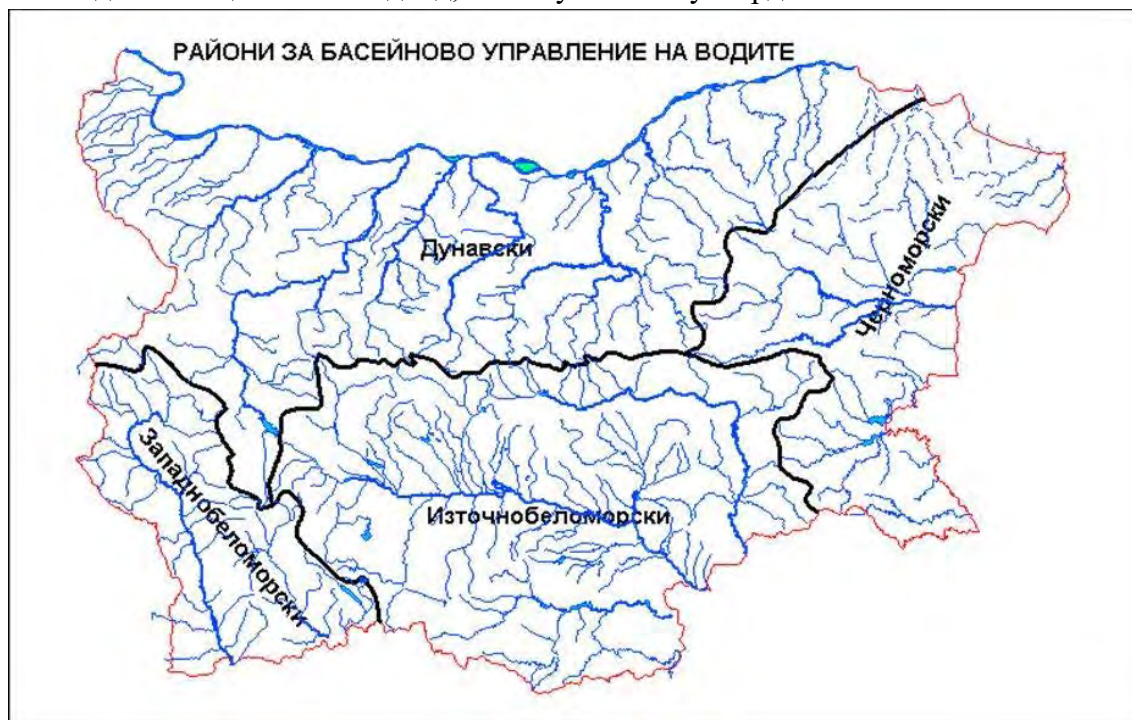 РАЙОНИ ЗА БАСЕЙНОВО УПРАВЛЕНИЕ НА ВОДИТЕ
Дунавски
Черноморски
Западнобеломорски
Източнобеломорски